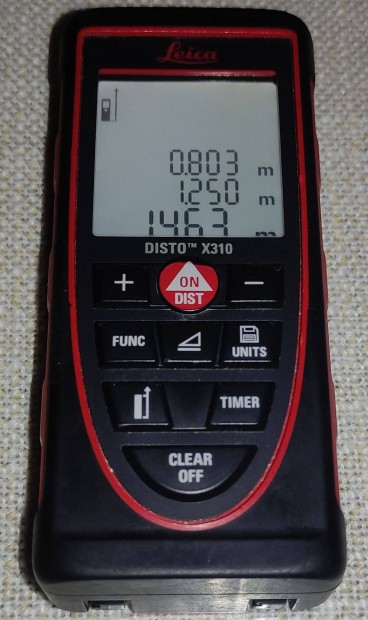 Leica
0.803 m
1.250 m
1.463 m
DISTO™ X310
+ ON DIST −
FUNC UNITS
TIMER
CLEAR OFF